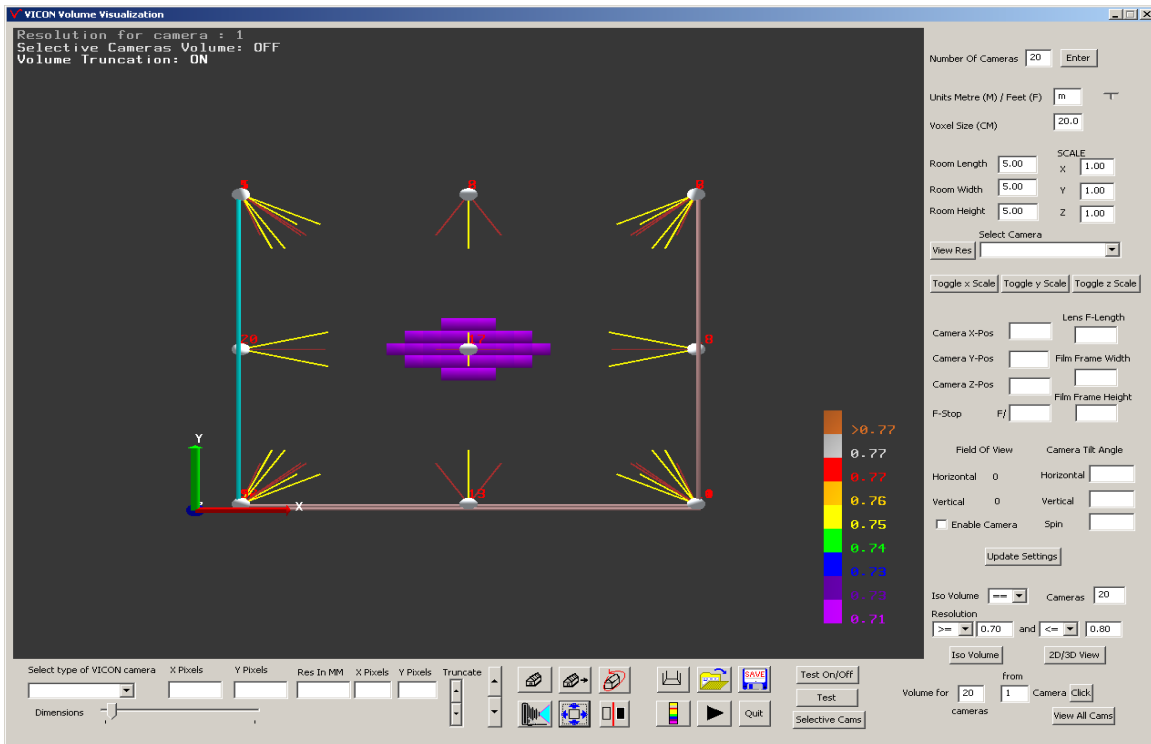 VICON Volume Visualization
Resolution for camera : 1
Selective Cameras Volume: OFF
Volume Truncation: ON
20
17
19
Y
X
>0.77
0.77
0.77
0.76
0.75
0.74
0.73
0.71
Number Of Cameras 20 Enter
Units Metre (M) / Feet (F) m
Voxel Size (CM) 20.0
SCALE
Room Length 5.00 X 1.00
Room Width 5.00 Y 1.00
Room Height 5.00 Z 1.00
Select Camera
View Res
Toggle x Scale Toggle y Scale Toggle z Scale
Camera X-Pos Lens F-Length
Camera Y-Pos Film Frame Width
Camera Z-Pos
Film Frame Height
F-Stop F/
Field Of View Camera Tilt Angle
Horizontal 0 Horizontal
Vertical 0 Vertical
Enable Camera Spin
Update Settings
Iso Volume == Cameras 20
Resolution
>= 0.70 and <= 0.80
Iso Volume 2D/3D View
from
Volume for 20 1 Camera Click
cameras
View All Cams
Select type of VICON camera X Pixels Y Pixels Res In MM X Pixels Y Pixels Truncate
Dimensions
SAVE
Quit
Test On/Off
Test
Selective Cams